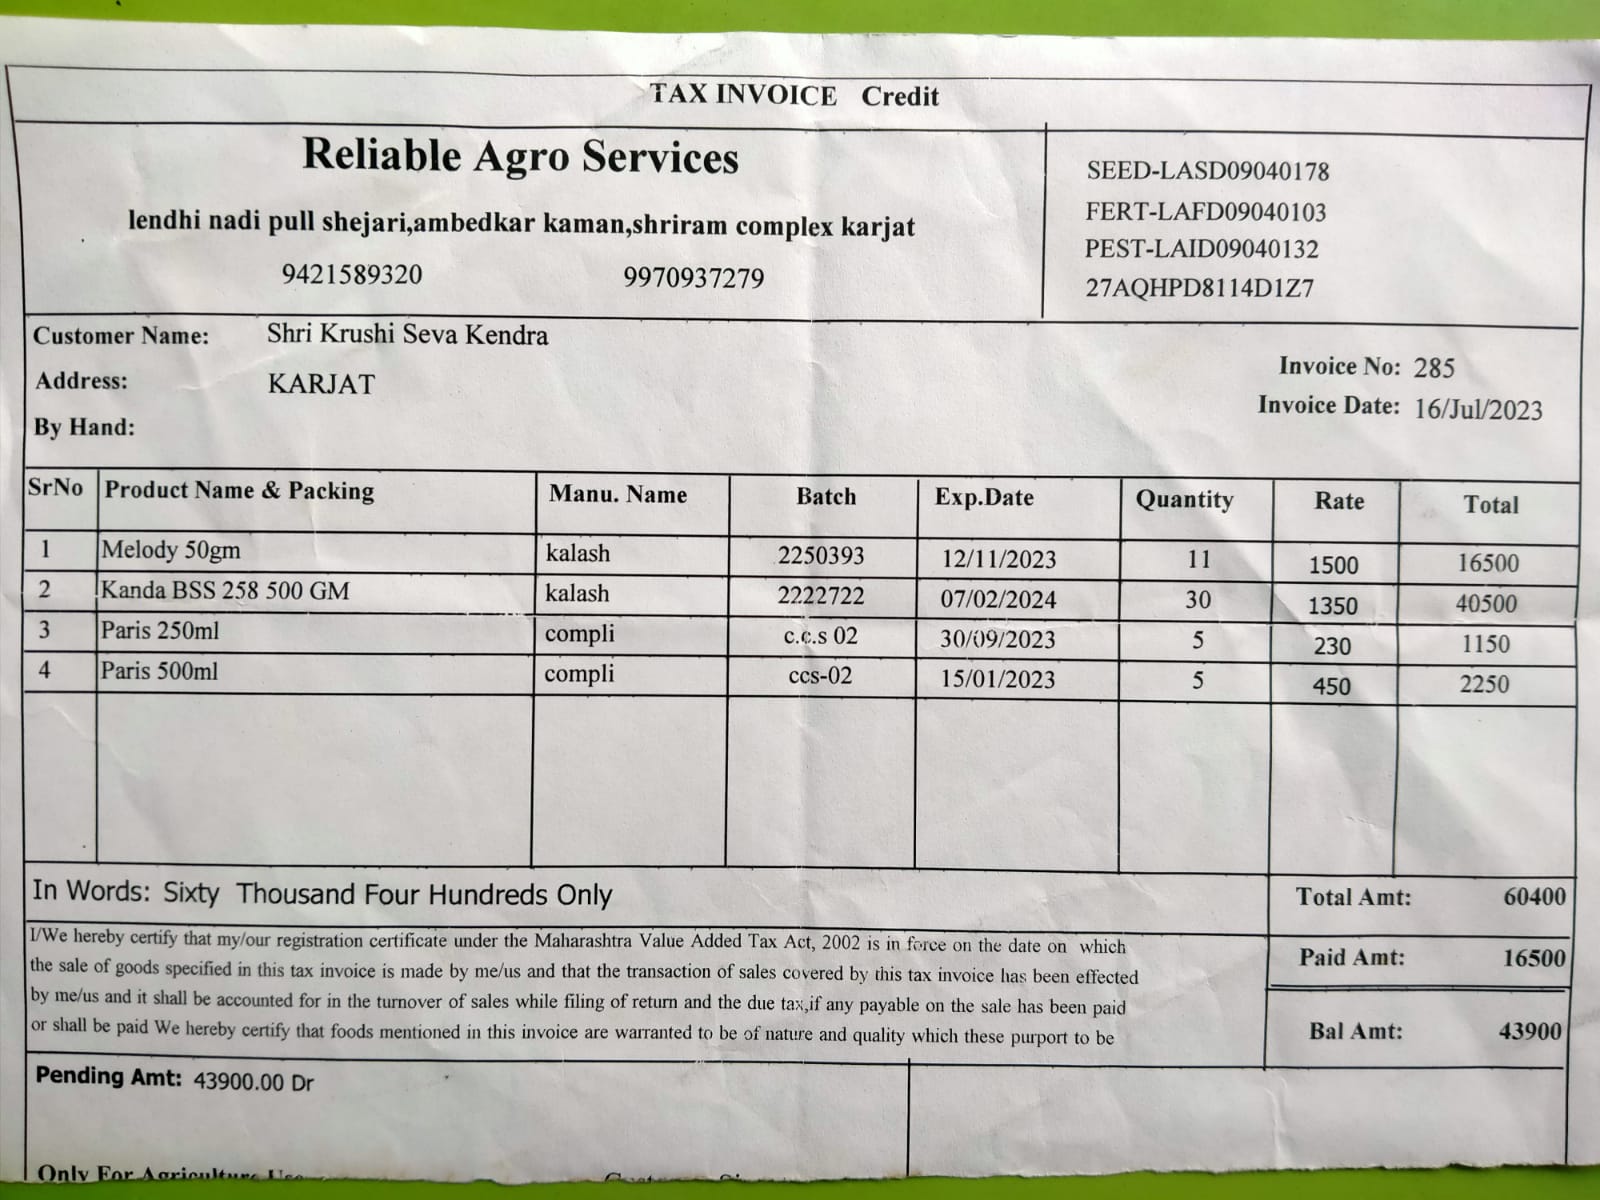 TAX INVOICE Credit
Reliable Agro Services
lendhi nadi pull shejari,ambedkar kaman,shriram complex karjat
9421589320 9970937279
SEED-LASD09040178
FERT-LAFD09040103
PEST-LAID09040132
27AQHPD8114D1Z7
Customer Name: Shri Krushi Seva Kendra
Address: KARJAT
By Hand:
Invoice No: 285
Invoice Date: 16/Jul/2023
SrNo Product Name & Packing Manu. Name Batch Exp.Date Quantity Rate Total
1 Melody 50gm kalash 2250393 12/11/2023 11 1500 16500
2 Kanda BSS 258 500 GM kalash 2222722 07/02/2024 30 1350 40500
3 Paris 250ml compli c.c.s 02 30/09/2023 5 230 1150
4 Paris 500ml compli ccs-02 15/01/2023 5 450 2250
In Words: Sixty Thousand Four Hundreds Only
Total Amt: 60400
I/We hereby certify that my/our registration certificate under the Maharashtra Value Added Tax Act, 2002 is in force on the date on which
the sale of goods specified in this tax invoice is made by me/us and that the transaction of sales covered by this tax invoice has been effected
by me/us and it shall be accounted for in the turnover of sales while filing of return and the due tax,if any payable on the sale has been paid
or shall be paid We hereby certify that foods mentioned in this invoice are warranted to be of nature and quality which these purport to be
Paid Amt: 16500
Bal Amt: 43900
Pending Amt: 43900.00 Dr
Only For Agriculture Use